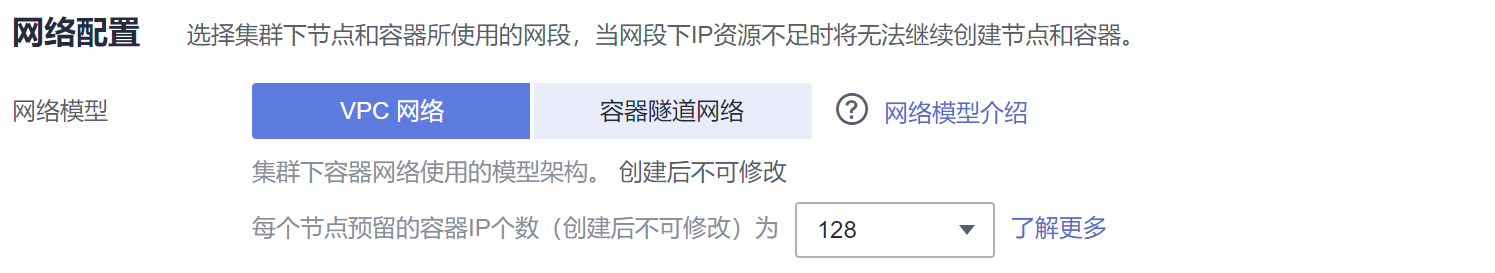 网络配置 选择集群下节点和容器所使用的网段，当网段下IP资源不足时将无法继续创建节点和容器。
网络模型 VPC 网络 容器隧道网络 ? 网络模型介绍
集群下容器网络使用的模型架构。 创建后不可修改
每个节点预留的容器IP个数（创建后不可修改）为 128 了解更多